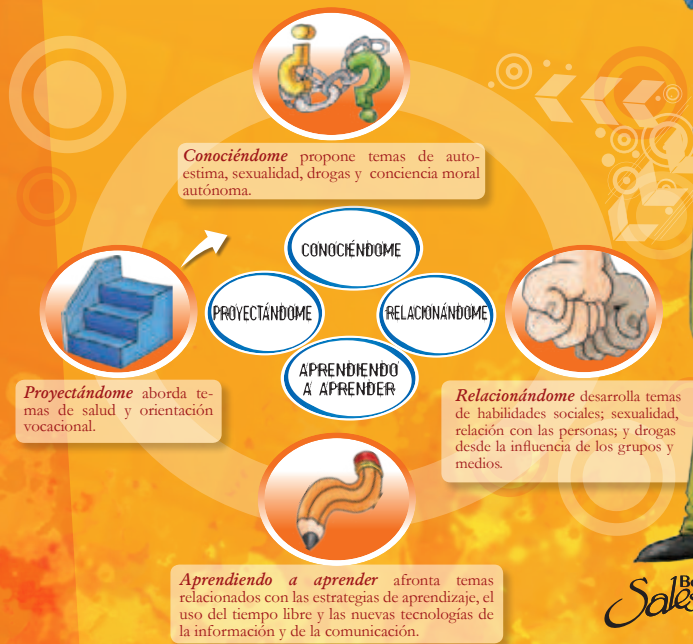 Conociéndome propone temas de auto-
estima, sexualidad, drogas y conciencia moral
autónoma.
CONOCIÉNDOME
PROYECTÁNDOME
RELACIONÁNDOME
APRENDIENDO
A APRENDER
Proyectándome aborda te-
mas de salud y orientación
vocacional.
Relacionándome desarrolla temas
de habilidades sociales; sexualidad,
relación con las personas; y drogas
desde la influencia de los grupos y
medios.
Aprendiendo a aprender afronta temas
relacionados con las estrategias de aprendizaje, el
uso del tiempo libre y las nuevas tecnologías de
la información y de la comunicación.